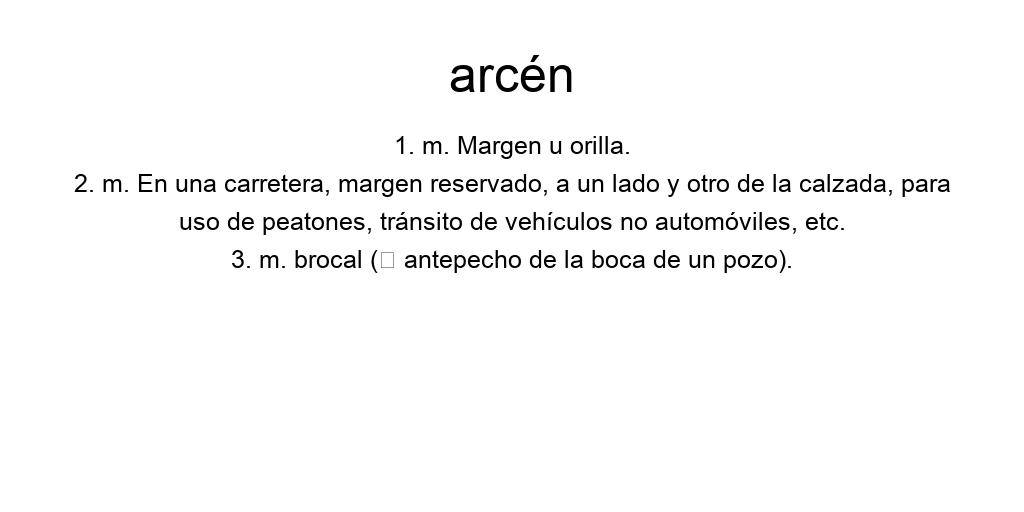 arcén
1. m. Margen u orilla.
2. m. En una carretera, margen reservado, a un lado y otro de la calzada, para
uso de peatones, tránsito de vehículos no automóviles, etc.
3. m. brocal (□ antepecho de la boca de un pozo).